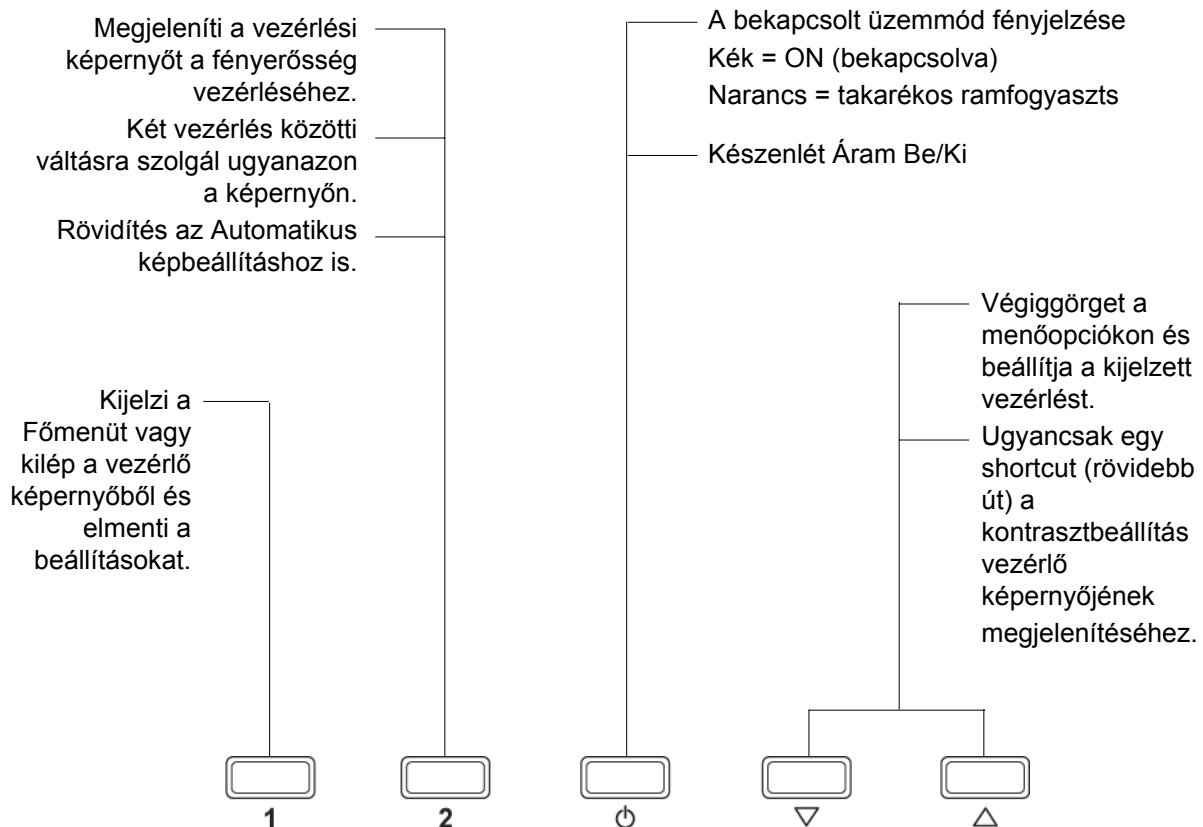 Megjeleníti a vezérlési
képernyőt a fényerősség
vezérléséhez.
Két vezérlés közötti
váltásra szolgál ugyanazon
a képernyőn.
Rövidítés az Automatikus
képbeállításhoz is.
A bekapcsolt üzemmód fényjelzése
Kék = ON (bekapcsolva)
Narancs = takarékos ramfogyaszts
Készenlét Áram Be/Ki
Végiggörget a
menőopciókon és
beállítja a kijelzett
vezérlést.
Ugyancsak egy
shortcut (rövidebb
út) a
kontrasztbeállítás
vezérlő
képernyőjének
megjelenítéséhez.
Kijelzi a
Főmenüt vagy
kilép a vezérlő
képernyőből és
elmenti a
beállításokat.
1
2